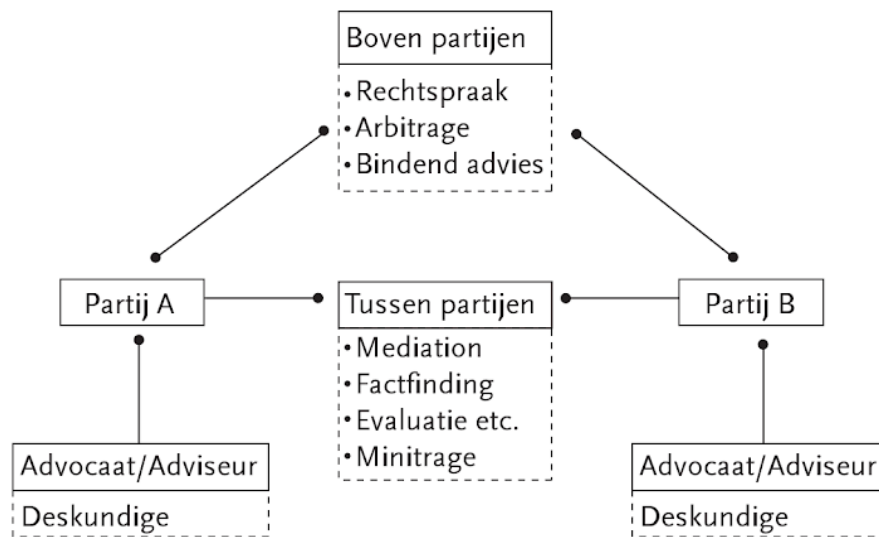 Boven partijen
• Rechtspraak
• Arbitrage
• Bindend advies
Partij A
Tussen partijen
Partij B
• Mediation
• Factfinding
• Evaluatie etc.
• Minitrage
Advocaat/Adviseur
Deskundige
Advocaat/Adviseur
Deskundige